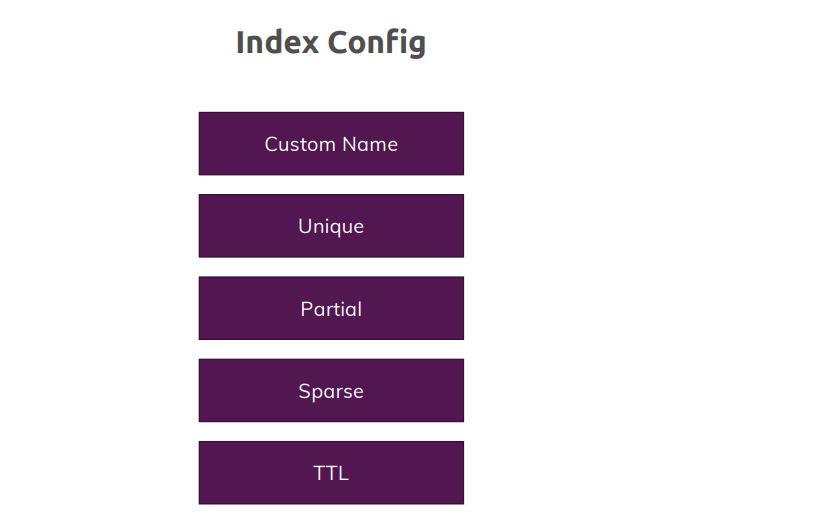 Index Config
Custom Name
Unique
Partial
Sparse
TTL